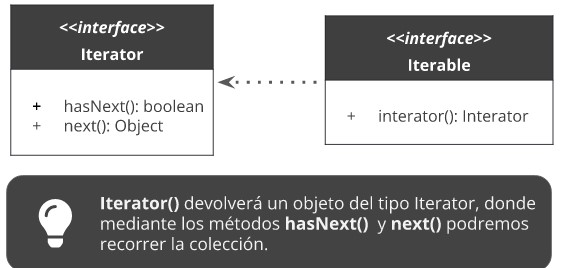 <<interface>>
Iterator
+ hasNext(): boolean
+ next(): Object
<<interface>>
Iterable
+ interator(): Interator
Iterator() devolverá un objeto del tipo Iterator, donde
mediante los métodos hasNext() y next() podremos
recorrer la colección.